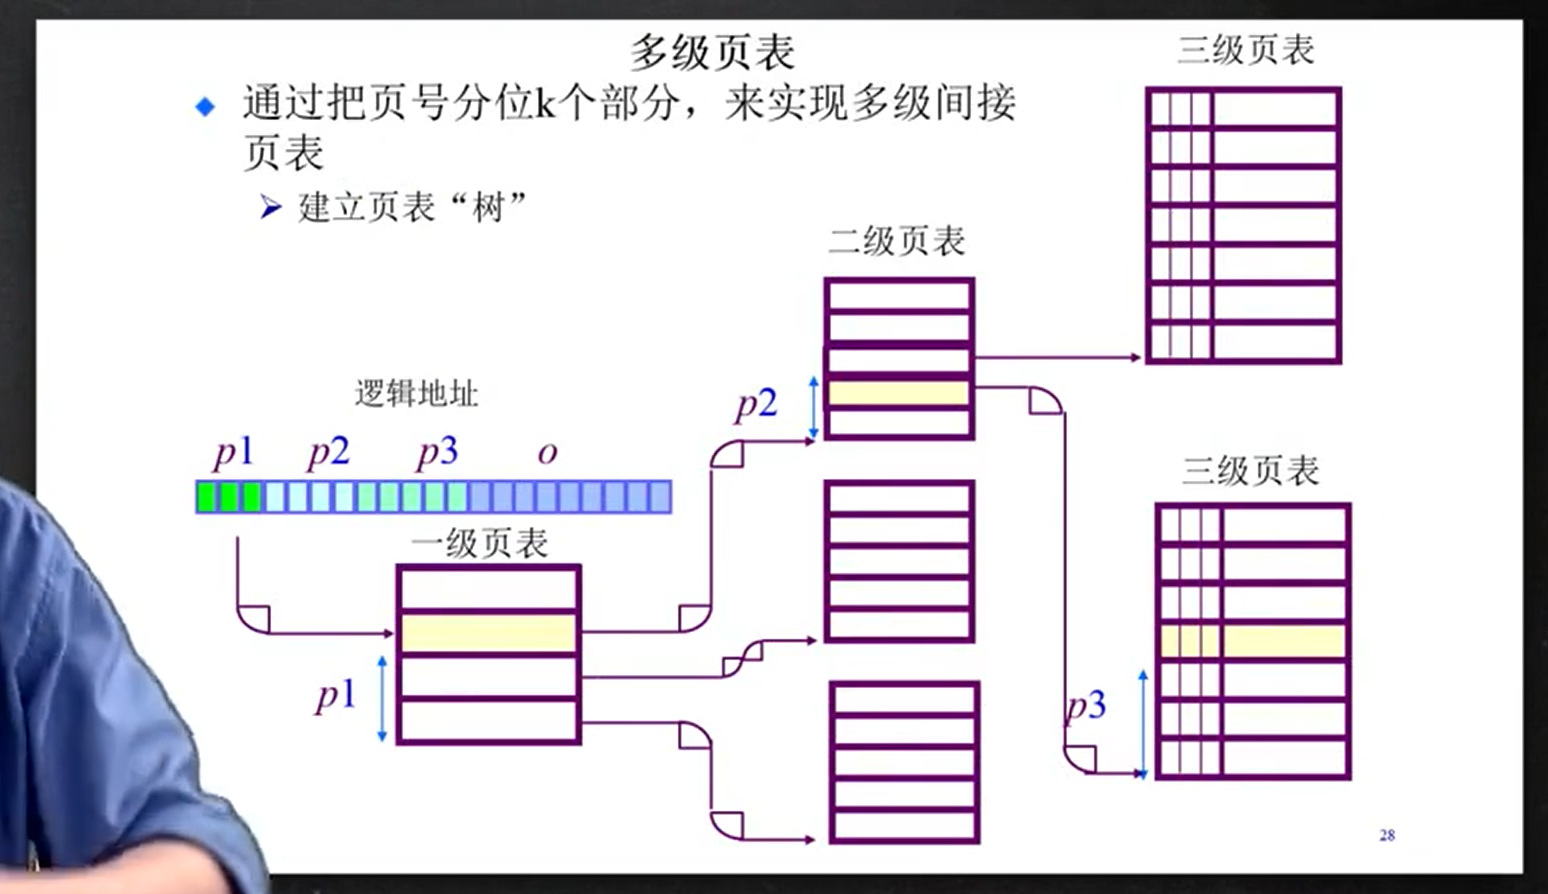 多级页表
三级页表
通过把页号分位k个部分，来实现多级间接
页表
建立页表“树”
二级页表
逻辑地址
p2
p1 p2 p3 o
三级页表
一级页表
p1
p3
28